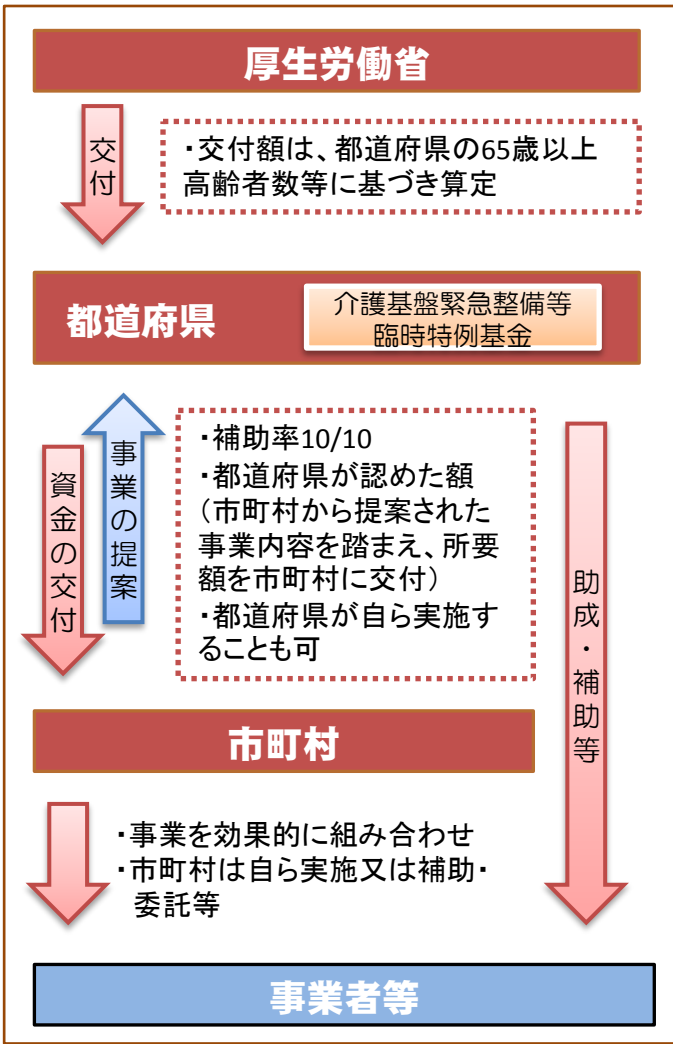 厚生労働省
交付
・交付額は、都道府県の65歳以上
高齢者数等に基づき算定
都道府県
介護基盤緊急整備等
臨時特例基金
資金の交付
事業の提案
・補助率10/10
・都道府県が認めた額
（市町村から提案された
事業内容を踏まえ、所要
額を市町村に交付）
・都道府県が自ら実施す
ることも可
助成・補助等
市町村
・事業を効果的に組み合わせ
・市町村は自ら実施又は補助・
委託等
事業者等